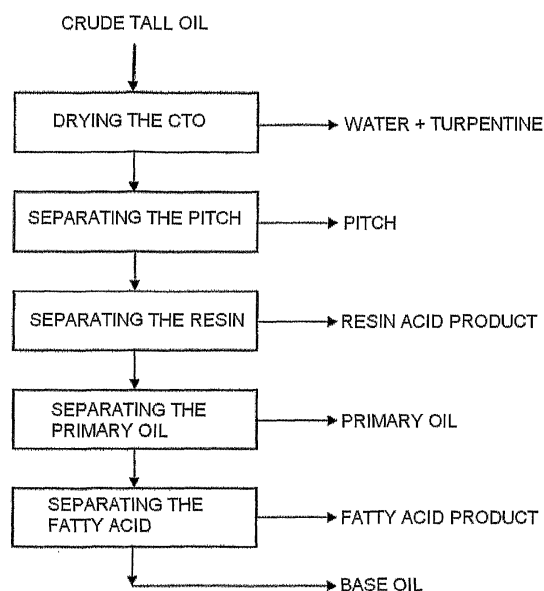 CRUDE TALL OIL
DRYING THE CTO
WATER + TURPENTINE
SEPARATING THE PITCH
PITCH
SEPARATING THE RESIN
RESIN ACID PRODUCT
SEPARATING THE
PRIMARY OIL
PRIMARY OIL
SEPARATING THE
FATTY ACID
FATTY ACID PRODUCT
BASE OIL